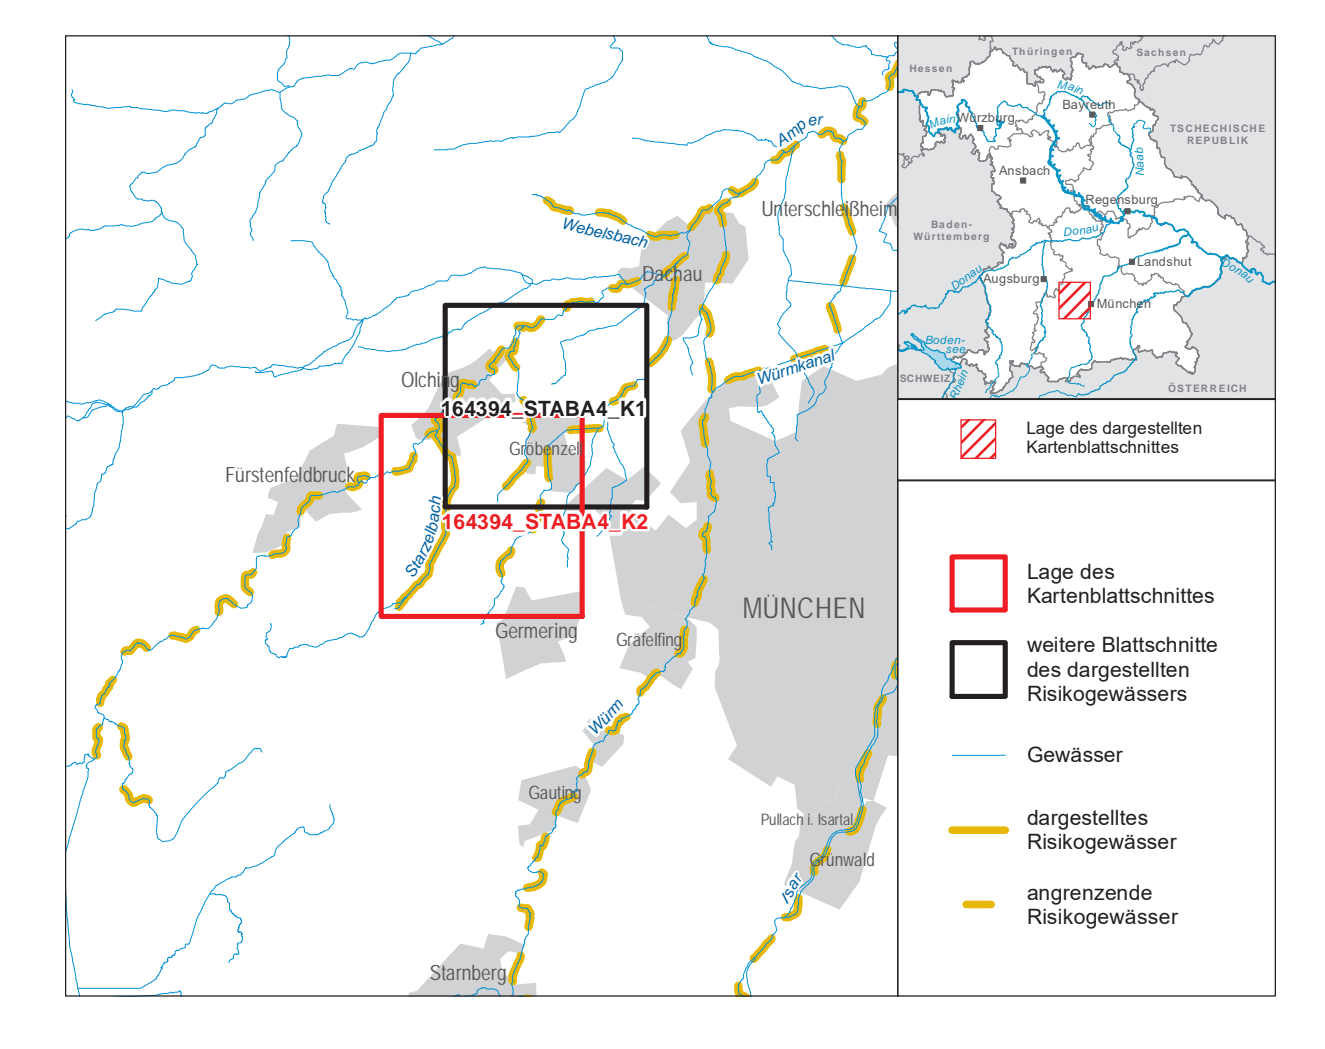 Amper
Unterschleißheim
Webelsbach
Dachau
Würmkanal
Olching
164394_STABA4_K1
Gröbenzell
Fürstenfeldbruck
164394_STABA4_K2
Starzelbach
MÜNCHEN
Germering
Gräfelfing
Würm
Gauting
Pullach i. Isartal
Grünwald
Isar
Starnberg
Thüringen
Sachsen
Hessen
Main
Bayreuth
Main
Würzburg
TSCHECHISCHE
REPUBLIK
Naab
Ansbach
Regensburg
Baden-
Württemberg
Donau
Landshut
Donau
Augsburg
Donau
München
Boden-
see
SCHWEIZ
Rhein
ÖSTERREICH
Lage des dargestellten
Kartenblattschnittes
Lage des
Kartenblattschnittes
weitere Blattschnitte
des dargestellten
Risikogewässers
Gewässer
dargestelltes
Risikogewässer
angrenzende
Risikogewässer